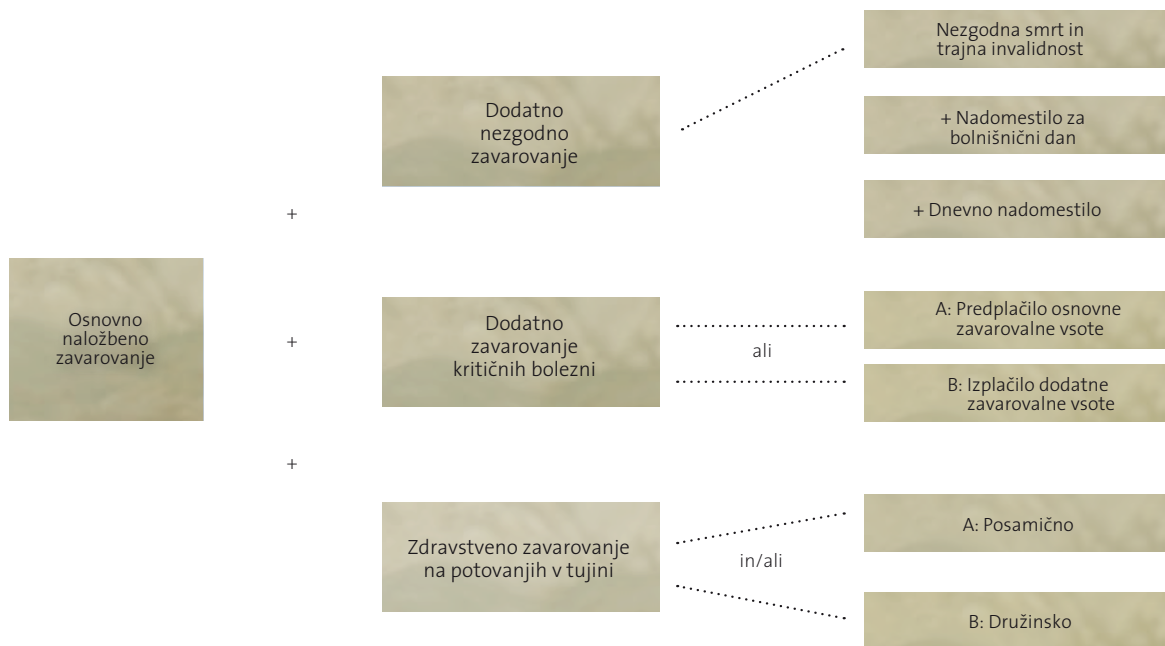 Osnovno
naložbeno
zavarovanje
+
+
+
Dodatno
nezgodno
zavarovanje
Nezgodna smrt in
trajna invalidnost
+ Nadomestilo za
bolnišnični dan
+ Dnevno nadomestilo
Dodatno
zavarovanje
kritičnih bolezni
ali
A: Predplačilo osnovne
zavarovalne vsote
B: Izplačilo dodatne
zavarovalne vsote
Zdravstveno zavarovanje
na potovanjih v tujini
in/ali
A: Posamično
B: Družinsko